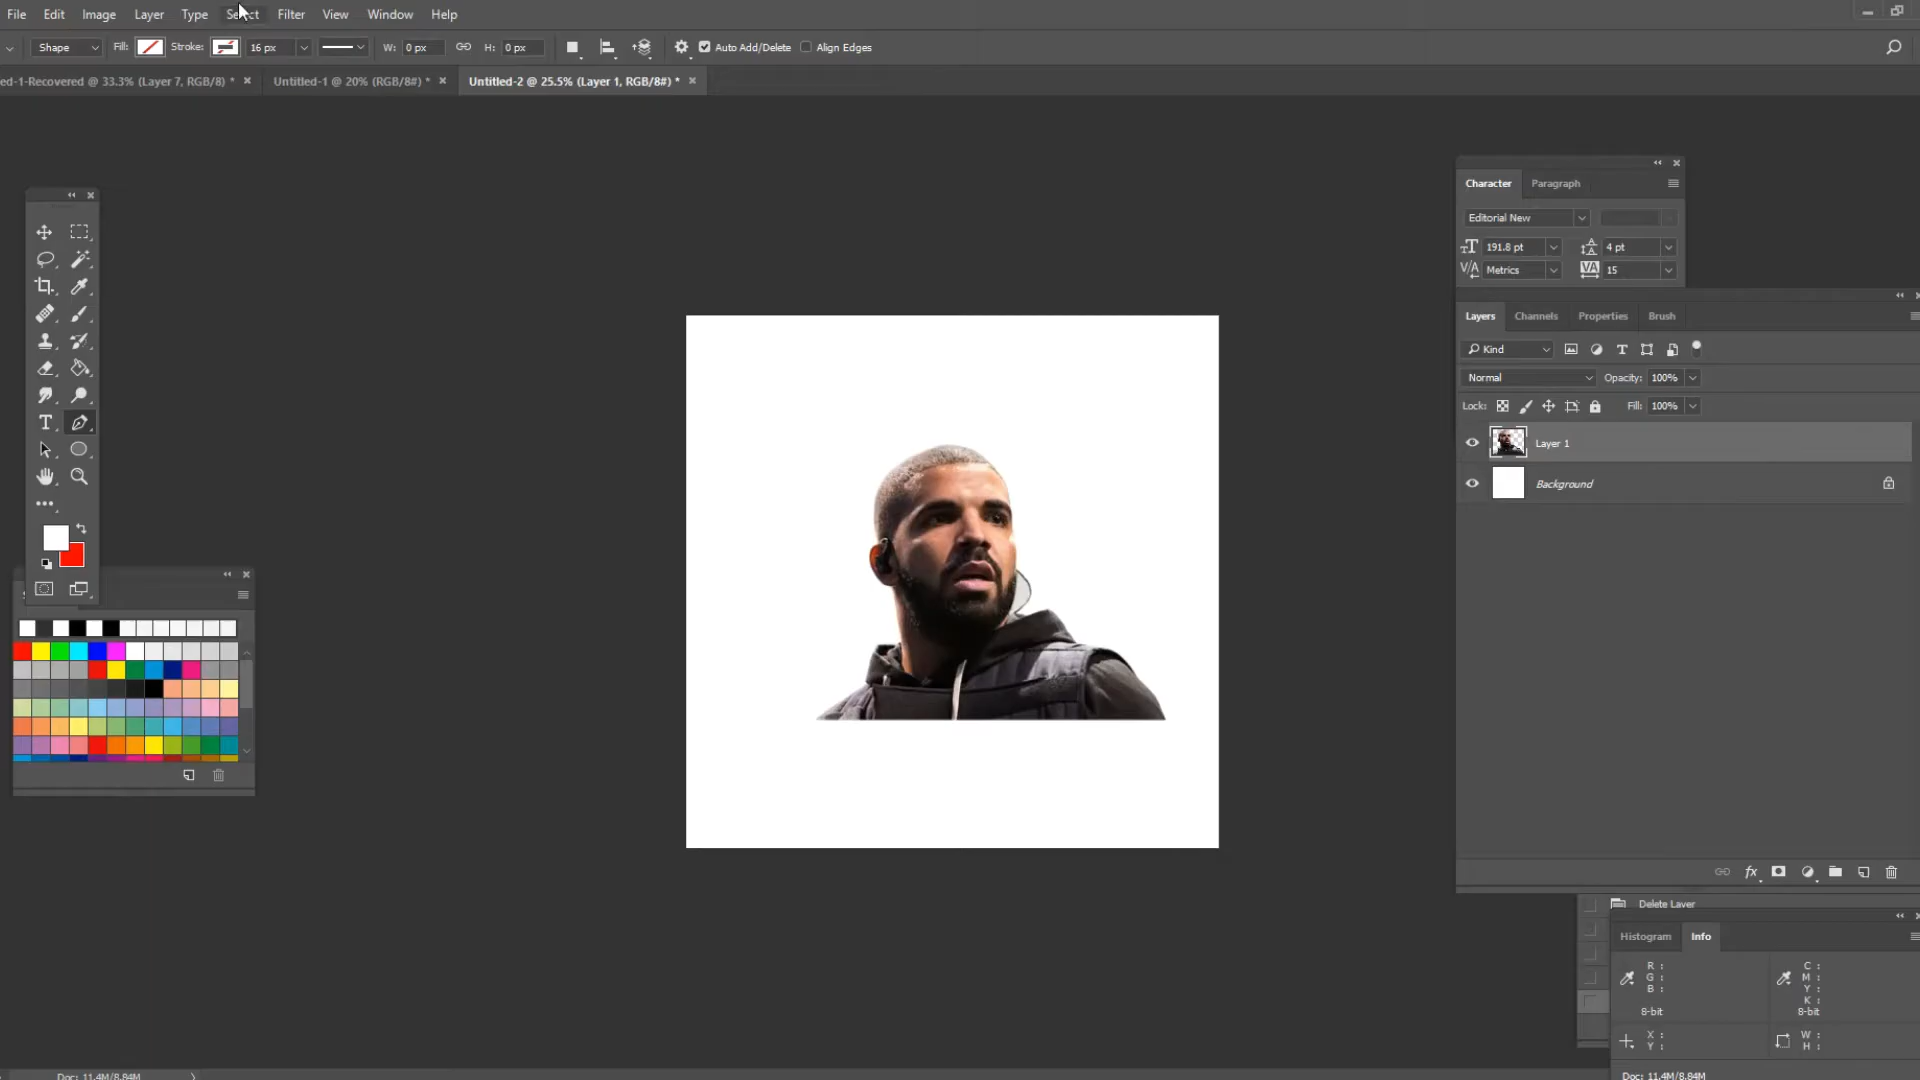 File Edit Image Layer Type Select Filter View Window Help
Shape Fill: Stroke: 16 px W: 0 px H: 0 px Auto Add/Delete Align Edges
ed-1-Recovered @ 33.3% (Layer 7, RGB/8) * × Untitled-1 @ 20% (RGB/8#) * × Untitled-2 @ 25.5% (Layer 1, RGB/8#) * ×
Character Paragraph
Editorial New
191.8 pt 4 pt
Metrics 15
Layers Channels Properties Brush
Kind
Normal Opacity: 100%
Lock: Fill: 100%
Layer 1
Background
Delete Layer
Histogram Info
R : C :
G : M :
B : Y :
K :
8-bit 8-bit
X : W :
Y : H :
Doc: 11.4M/8.84M
Doc: 11.4M/8.84M